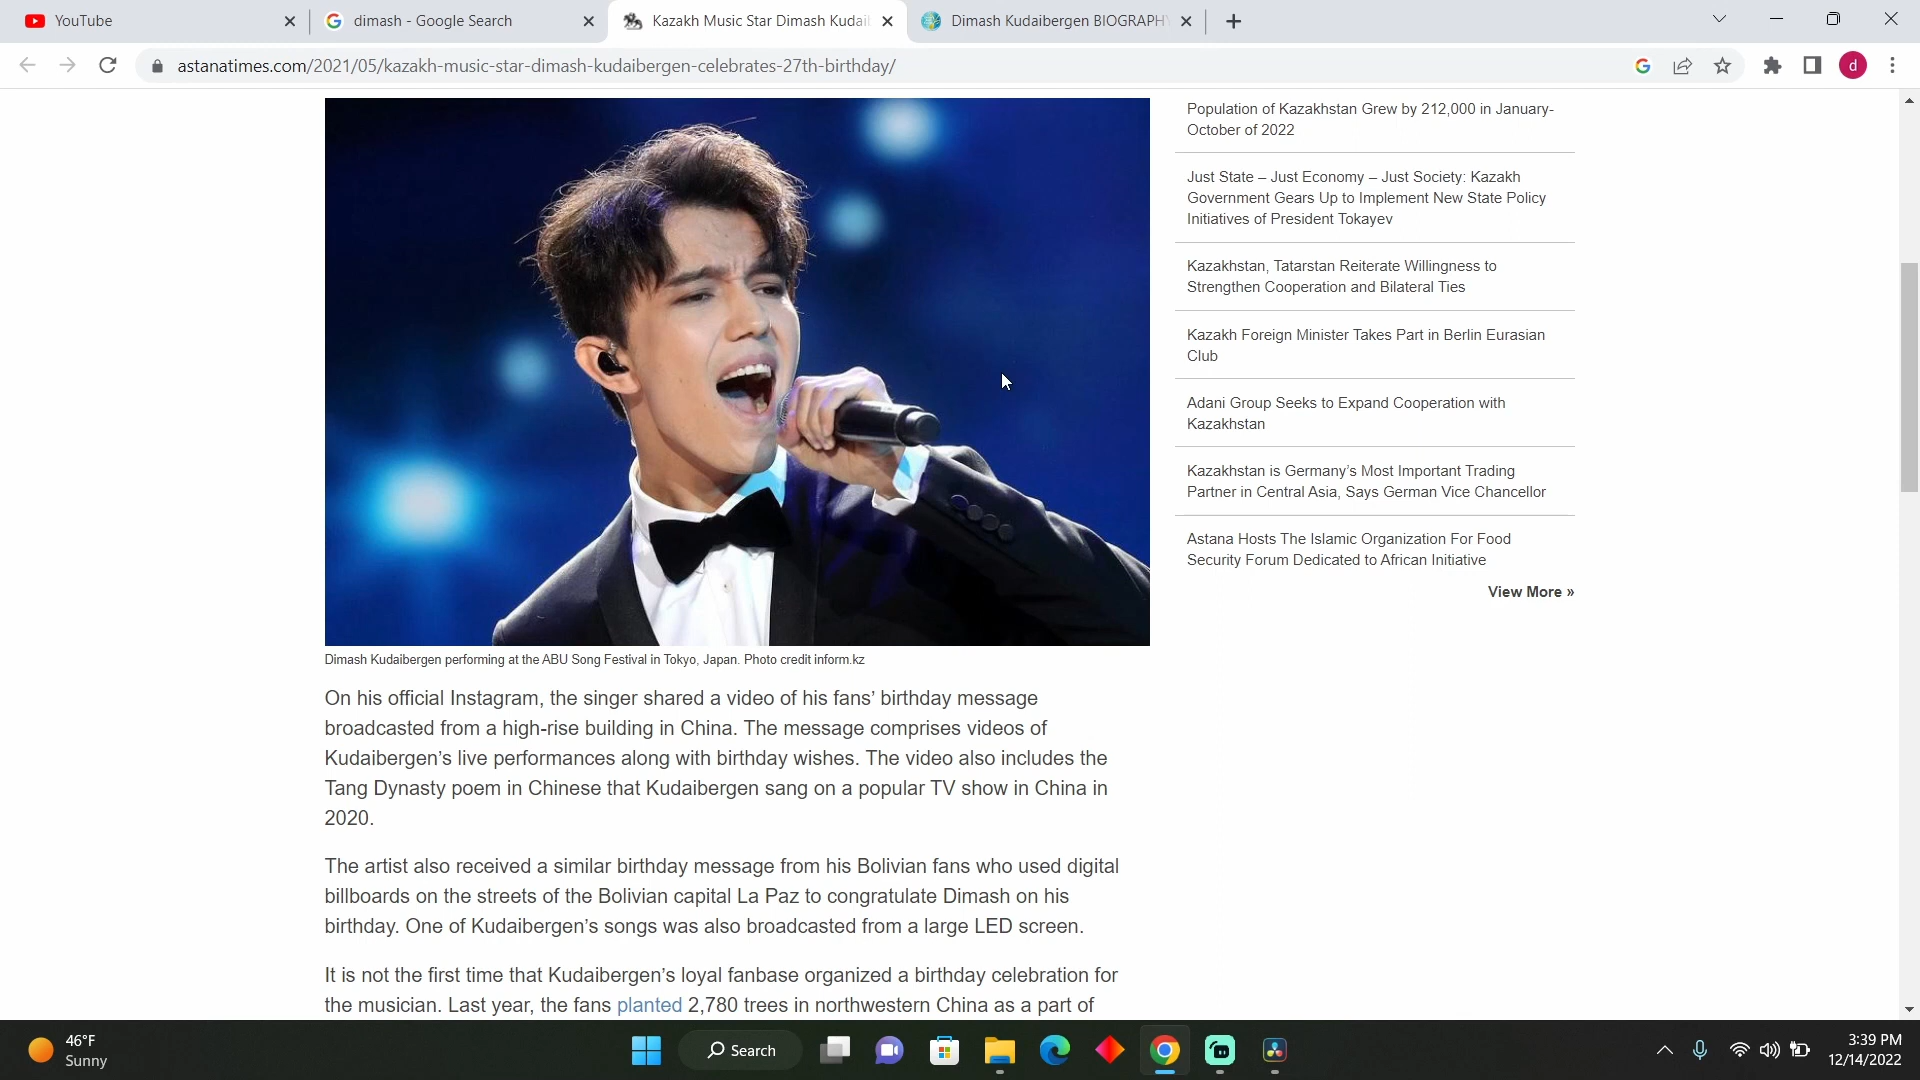 YouTube
dimash - Google Search
Kazakh Music Star Dimash Kudai
Dimash Kudaibergen BIOGRAPHY
astanatimes.com/2021/05/kazakh-music-star-dimash-kudaibergen-celebrates-27th-birthday/
d
Population of Kazakhstan Grew by 212,000 in January-
October of 2022
Just State – Just Economy – Just Society: Kazakh
Government Gears Up to Implement New State Policy
Initiatives of President Tokayev
Kazakhstan, Tatarstan Reiterate Willingness to
Strengthen Cooperation and Bilateral Ties
Kazakh Foreign Minister Takes Part in Berlin Eurasian
Club
Adani Group Seeks to Expand Cooperation with
Kazakhstan
Kazakhstan is Germany's Most Important Trading
Partner in Central Asia, Says German Vice Chancellor
Astana Hosts The Islamic Organization For Food
Security Forum Dedicated to African Initiative
View More »
Dimash Kudaibergen performing at the ABU Song Festival in Tokyo, Japan. Photo credit inform.kz
On his official Instagram, the singer shared a video of his fans' birthday message
broadcasted from a high-rise building in China. The message comprises videos of
Kudaibergen's live performances along with birthday wishes. The video also includes the
Tang Dynasty poem in Chinese that Kudaibergen sang on a popular TV show in China in
2020.
The artist also received a similar birthday message from his Bolivian fans who used digital
billboards on the streets of the Bolivian capital La Paz to congratulate Dimash on his
birthday. One of Kudaibergen's songs was also broadcasted from a large LED screen.
It is not the first time that Kudaibergen's loyal fanbase organized a birthday celebration for
the musician. Last year, the fans planted 2,780 trees in northwestern China as a part of
46°F
Sunny
Search
3:39 PM
12/14/2022